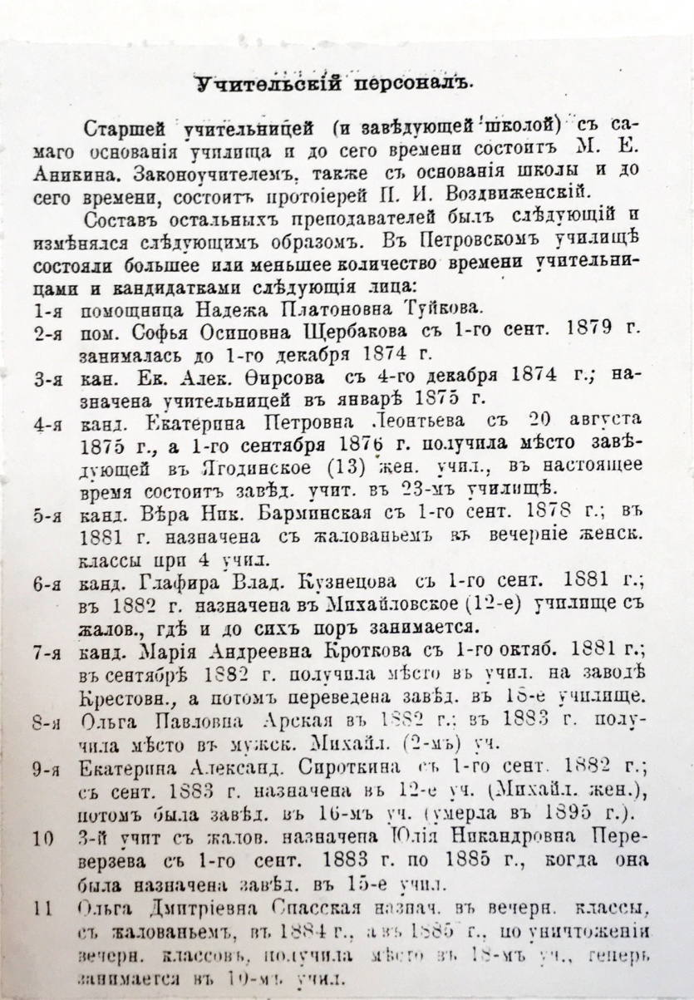 Учительскій персоналъ.
Старшей учительницей (и завѣдующей школой) съ са-
маго основанія училища и до сего времени состоитъ М. Е.
Аникина. Законоучителемъ, также съ основанія школы и до
сего времени, состоитъ протоіерей П. И. Воздвиженскій.
Составъ остальныхъ преподавателей былъ слѣдующій и
измѣнялся слѣдующимъ образомъ. Въ Петровскомъ училищѣ
состояли большее или меньшее количество времени учительни-
цами и кандидатками слѣдующія лица:
1-я помощница Надежа Платоновна Туйкова.
2-я пом. Софья Осиповна Щербакова съ 1-го сент. 1879 г.
занималась до 1-го декабря 1874 г.
3-я кан. Ек. Алек. Ѳирсова съ 4-го декабря 1874 г.; на-
значена учительницей въ январѣ 1875 г.
4-я канд. Екатерина Петровна Леонтьева съ 20 августа
1875 г., а 1-го сентября 1876 г. получила мѣсто завѣ-
дующей въ Ягодинское (13) жен. учил., въ настоящее
время состоитъ завѣд. учит. въ 23-мъ училищѣ.
5-я канд. Вѣра Ник. Барминская съ 1-го сент. 1878 г.; въ
1881 г. назначена съ жалованьемъ въ вечерніе женск.
классы при 4 учил.
6-я канд. Глафира Влад. Кузнецова съ 1-го сент. 1881 г.;
въ 1882 г. назначена въ Михайловское (12-е) училище съ
жалов., гдѣ и до сихъ поръ занимается.
7-я канд. Марія Андреевна Кроткова съ 1-го октяб. 1881 г.;
въ сентябрѣ 1882 г. получила мѣсто въ учил. на заводѣ
Крестовн., а потомъ переведена завѣд. въ 18-е училище.
8-я Ольга Павловна Арская въ 1882 г.; въ 1883 г. полу-
чила мѣсто въ мужск. Михайл. (2-мъ) уч.
9-я Екатерина Александ. Сироткина съ 1-го сент. 1882 г.;
съ сент. 1883 г. назначена въ 12-е уч. (Михайл. жен.),
потомъ была завѣд. въ 16-мъ уч. (умерла въ 1895 г.).
10 3-й учит съ жалов. назначена Юлія Никандровна Пере-
верзева съ 1-го сент. 1883 г. по 1885 г., когда она
была назначена завѣд. въ 15-е учил.
11 Ольга Дмитріевна Спасская назнач. въ вечерн. классы,
съ жалованьемъ, въ 1884 г., а въ 1885 г., по уничтоженіи
вечерн. классовъ, получила мѣсто въ 18-мъ уч., теперь
занимается въ 10-мъ учил.